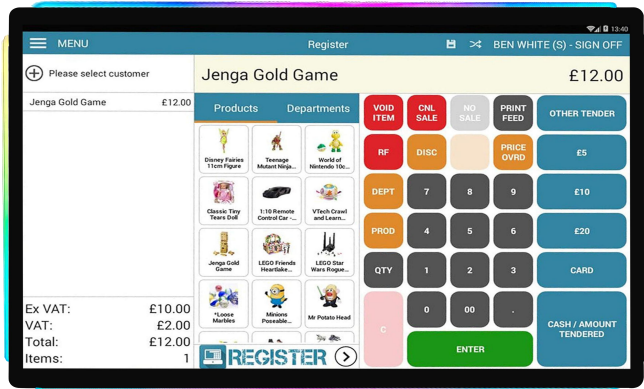 13:40
MENU
Register
BEN WHITE (S) - SIGN OFF
Please select customer
Jenga Gold Game
£12.00
Jenga Gold Game £12.00
Products
Departments
Disney Fairies
11cm Figure
Teenage
Mutant Ninja...
World of
Nintendo 10c...
Classic Tiny
Tears Doll
1:10 Remote
Control Car -...
VTech Crawl
and Learn...
Jenga Gold
Game
LEGO Friends
Heartlake...
LEGO Star
Wars Rogue...
*Loose
Marbles
Minions
Poseable...
Mr Potato Head
REGISTER
Ex VAT: £10.00
VAT: £2.00
Total: £12.00
Items: 1
VOID
ITEM
CNL
SALE
NO
SALE
PRINT
FEED
OTHER TENDER
RF
DISC
PRICE
OVRD
£5
DEPT
7
8
9
£10
PROD
4
5
6
£20
QTY
1
2
3
CARD
C
0
00
.
CASH / AMOUNT
TENDERED
ENTER